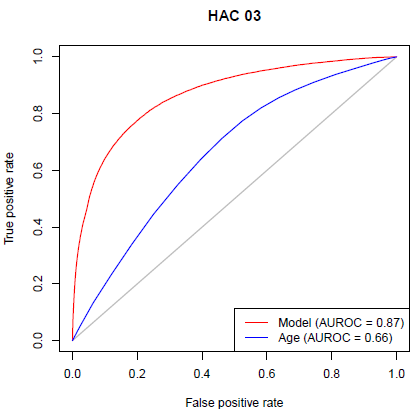 HAC 03
True positive rate
1.0
0.8
0.6
0.4
0.2
0.0
Model (AUROC = 0.87)
Age (AUROC = 0.66)
0.0 0.2 0.4 0.6 0.8 1.0
False positive rate